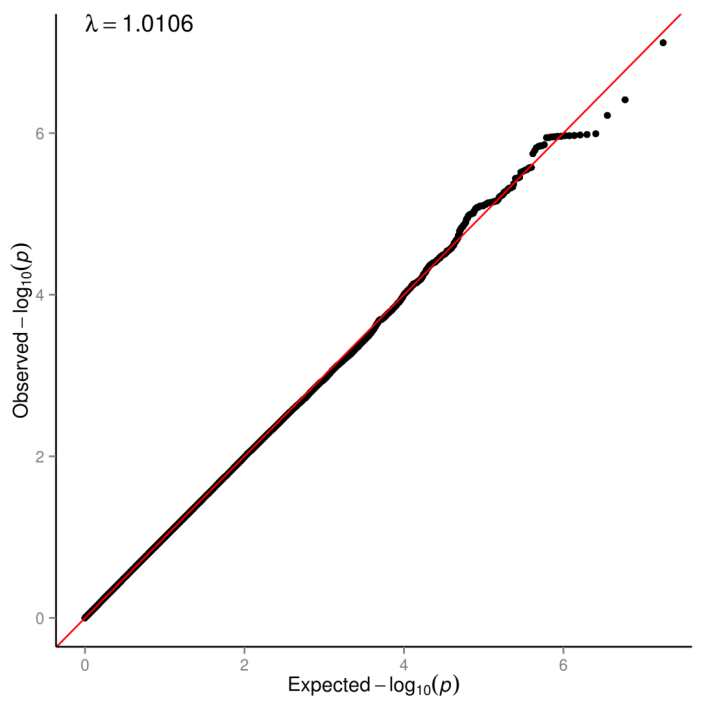 λ = 1.0106
6
4
2
0
Observed −log₁₀(p)
0 2 4 6
Expected −log₁₀(p)